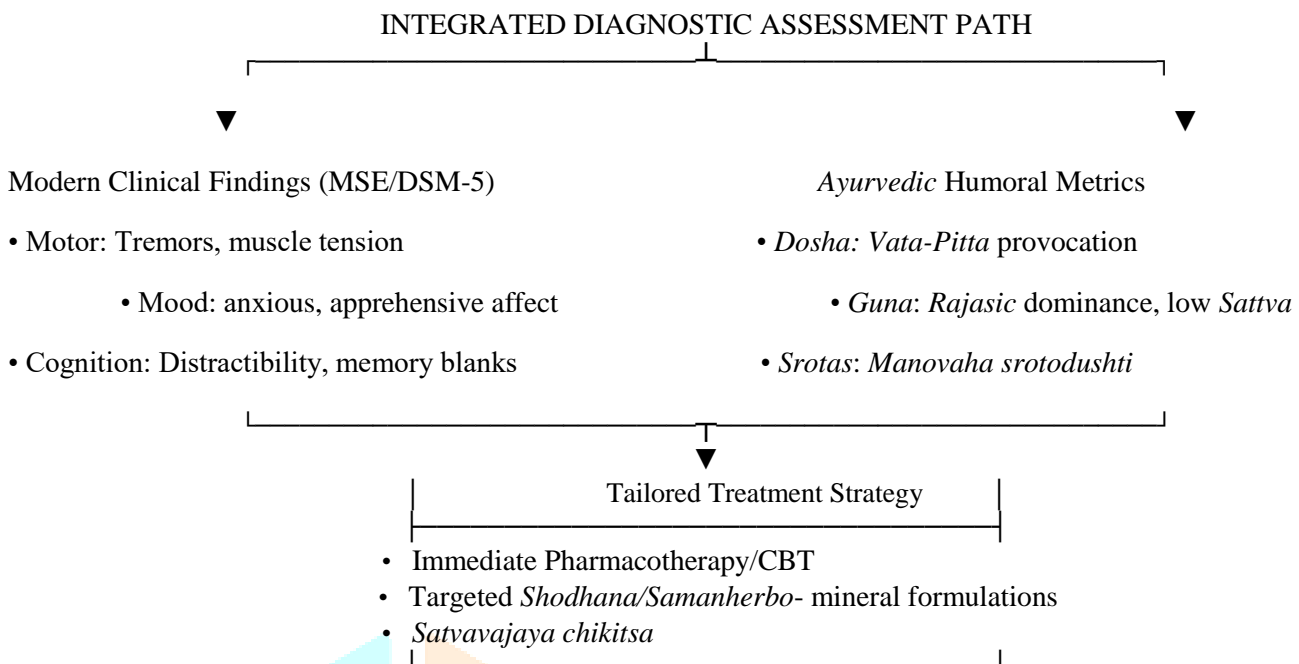 INTEGRATED DIAGNOSTIC ASSESSMENT PATH
Modern Clinical Findings (MSE/DSM-5)
• Motor: Tremors, muscle tension
• Mood: anxious, apprehensive affect
• Cognition: Distractibility, memory blanks
Ayurvedic Humoral Metrics
• Dosha: Vata-Pitta provocation
• Guna: Rajasic dominance, low Sattva
• Srotas: Manovaha srotodushti
Tailored Treatment Strategy
• Immediate Pharmacotherapy/CBT
• Targeted Shodhana/Samanherbo- mineral formulations
• Satvavajaya chikitsa